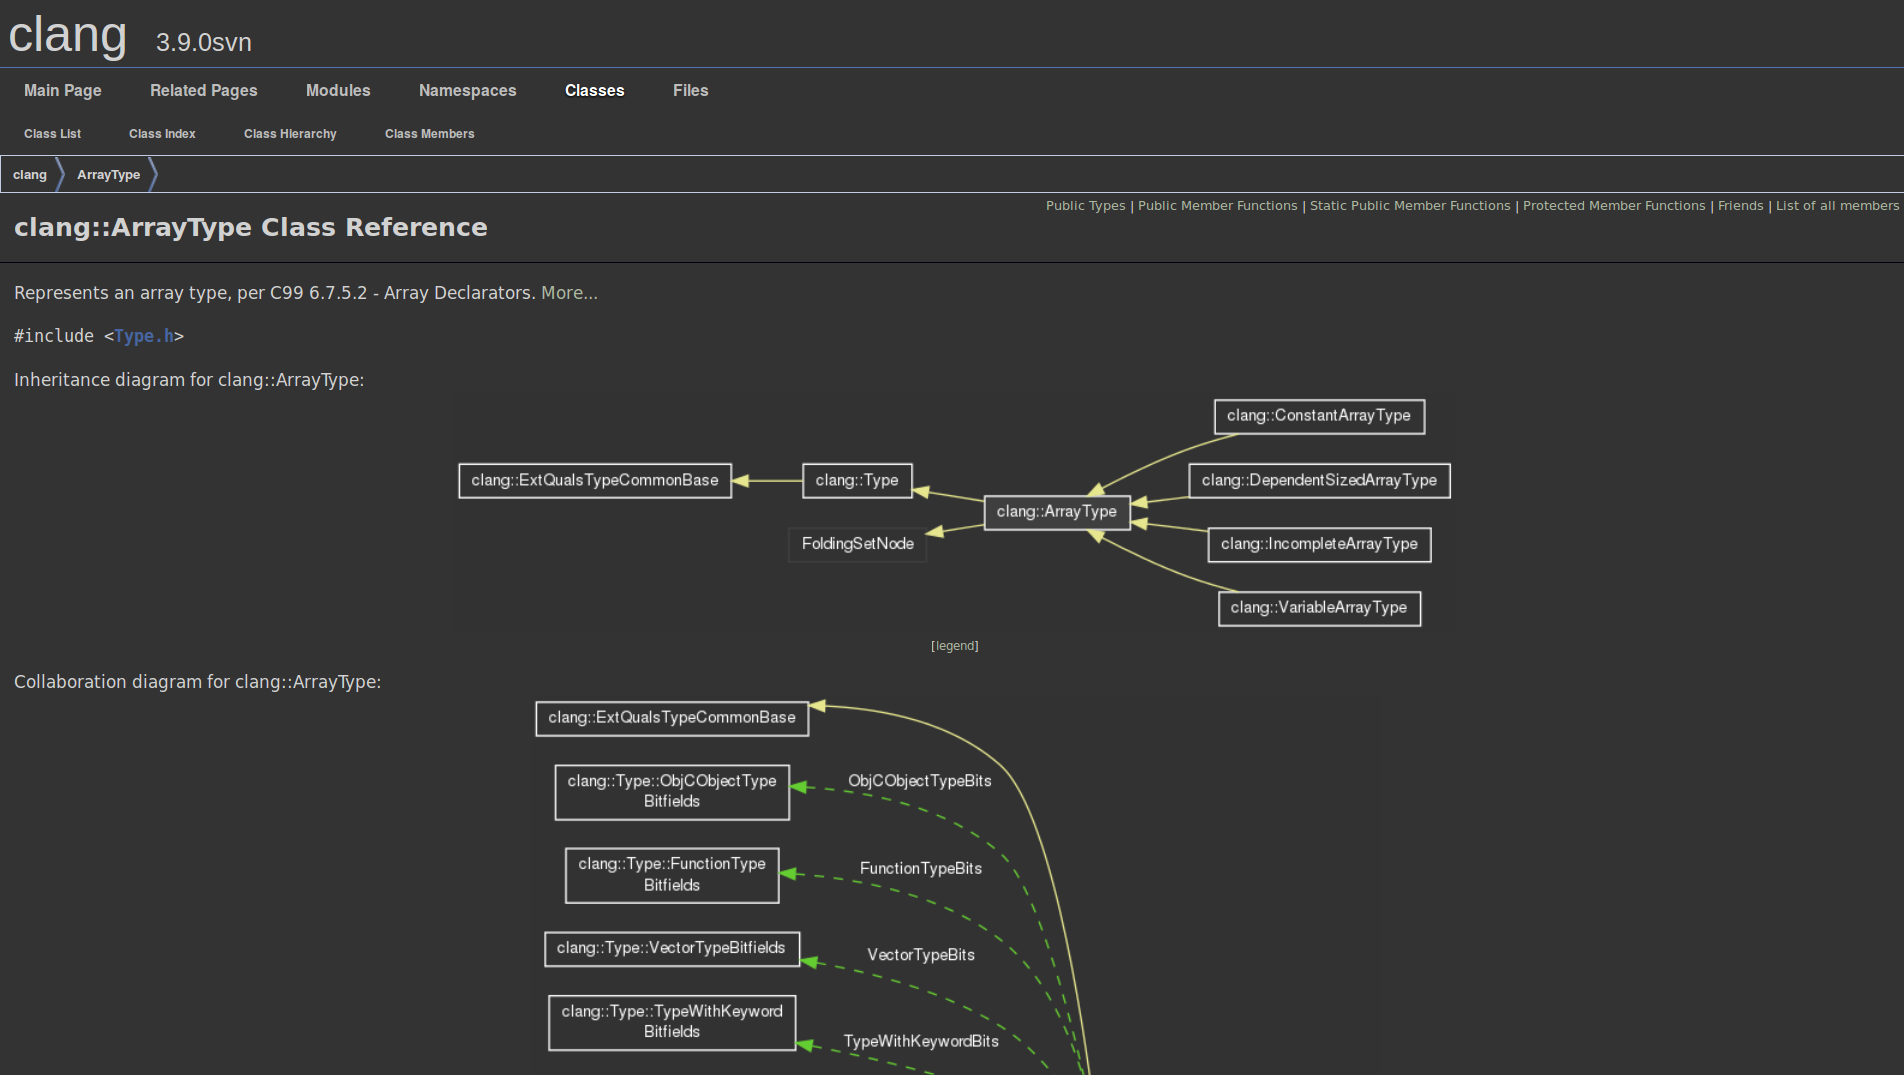 clang 3.9.0svn
Main Page Related Pages Modules Namespaces Classes Files
Class List Class Index Class Hierarchy Class Members
clang ArrayType
Public Types | Public Member Functions | Static Public Member Functions | Protected Member Functions | Friends | List of all members
clang::ArrayType Class Reference
Represents an array type, per C99 6.7.5.2 - Array Declarators. More...
#include <Type.h>
Inheritance diagram for clang::ArrayType:
clang::ConstantArrayType
clang::ExtQualsTypeCommonBase clang::Type clang::DependentSizedArrayType
clang::ArrayType
FoldingSetNode clang::IncompleteArrayType
clang::VariableArrayType
[legend]
Collaboration diagram for clang::ArrayType:
clang::ExtQualsTypeCommonBase
clang::Type::ObjCObjectType
Bitfields
ObjCObjectTypeBits
clang::Type::FunctionType
Bitfields
FunctionTypeBits
clang::Type::VectorTypeBitfields
VectorTypeBits
clang::Type::TypeWithKeyword
Bitfields
TypeWithKeywordBits